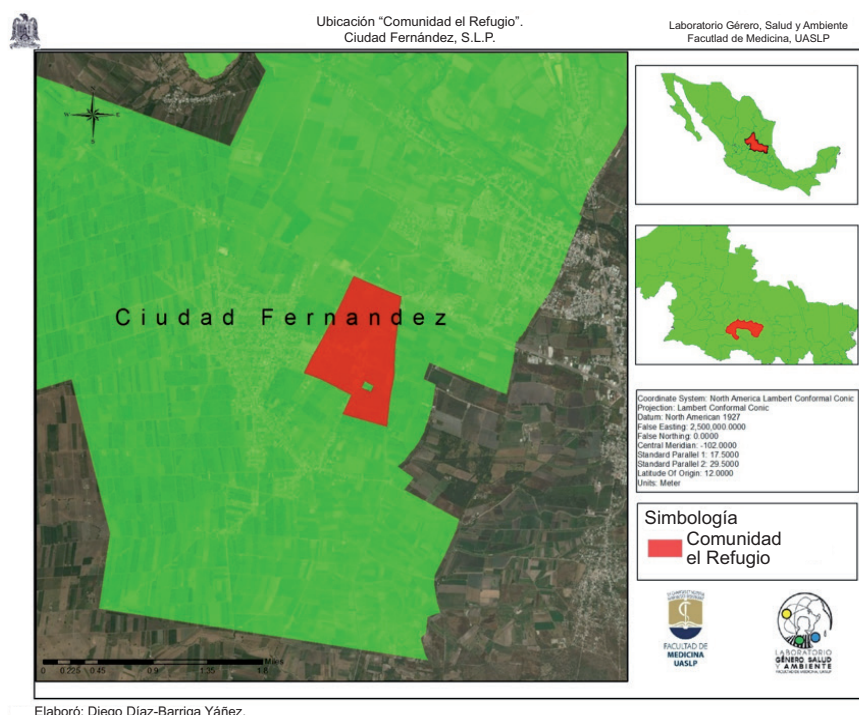 Ubicación “Comunidad el Refugio”.
Ciudad Fernández, S.L.P.
Laboratorio Gérero, Salud y Ambiente
Facutlad de Medicina, UASLP
N
W E
S
Ciudad Fernandez
Miles
0 0.225 0.45 0.9 1.35 1.8
Coordinate System: North America Lambert Conformal Conic
Projection: Lambert Conformal Conic
Datum: North American 1927
False Easting: 2,500,000.0000
False Northing: 0.0000
Central Meridian: -102.0000
Standard Parallel 1: 17.5000
Standard Parallel 2: 29.5000
Latitude Of Origin: 12.0000
Units: Meter
Simbología
Comunidad
el Refugio
FACULTAD DE
MEDICINA
UASLP
LABORATORIO
GÉNERO SALUD
Y AMBIENTE
Elaboró: Diego Díaz-Barriga Yáñez.